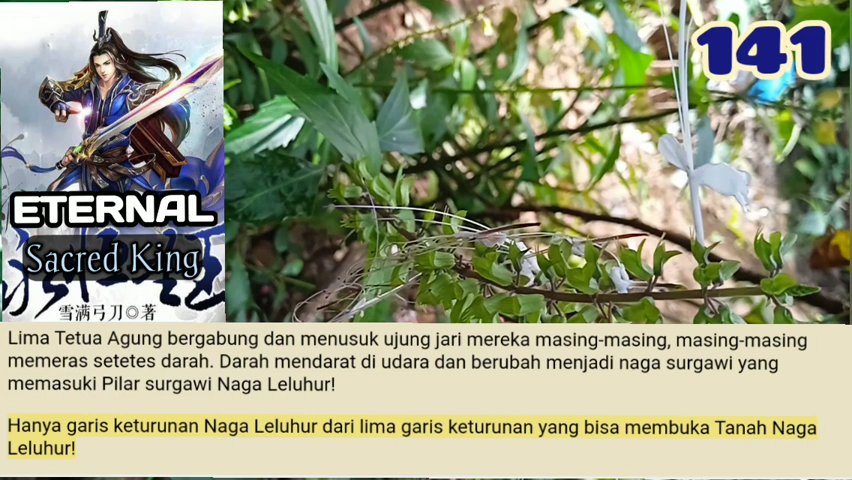 141
ETERNAL
Sacred King
雪满弓刀◎著
Lima Tetua Agung bergabung dan menusuk ujung jari mereka masing-masing, masing-masing
memeras setetes darah. Darah mendarat di udara dan berubah menjadi naga surgawi yang
memasuki Pilar surgawi Naga Leluhur!
Hanya garis keturunan Naga Leluhur dari lima garis keturunan yang bisa membuka Tanah Naga
Leluhur!